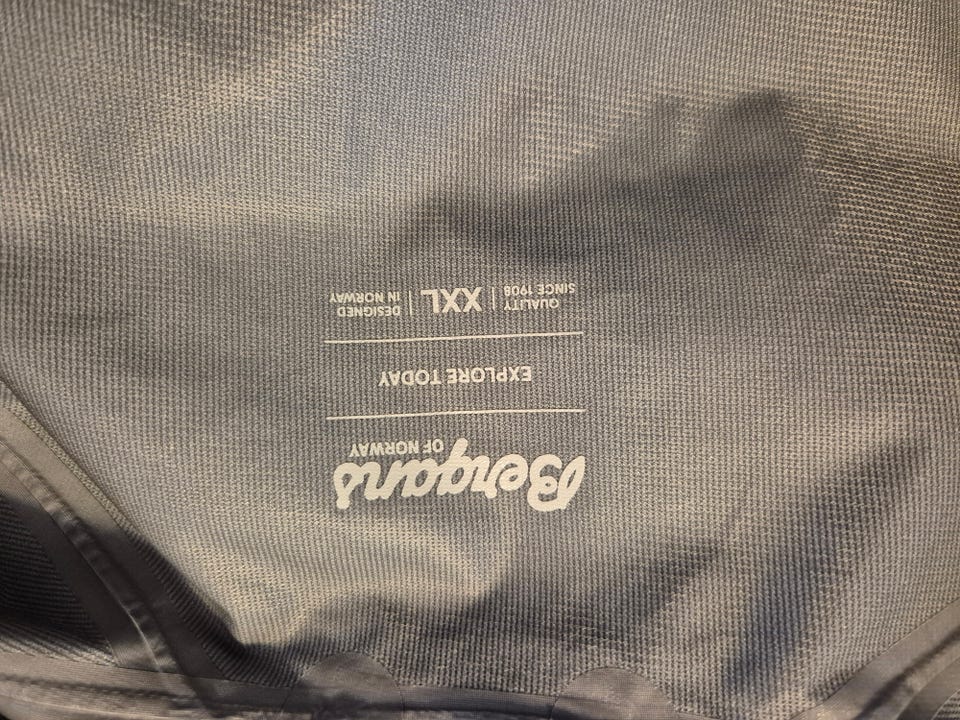 Bergans
OF NORWAY
EXPLORE TODAY
QUALITY
SINCE 1908
XXL
DESIGNED
IN NORWAY